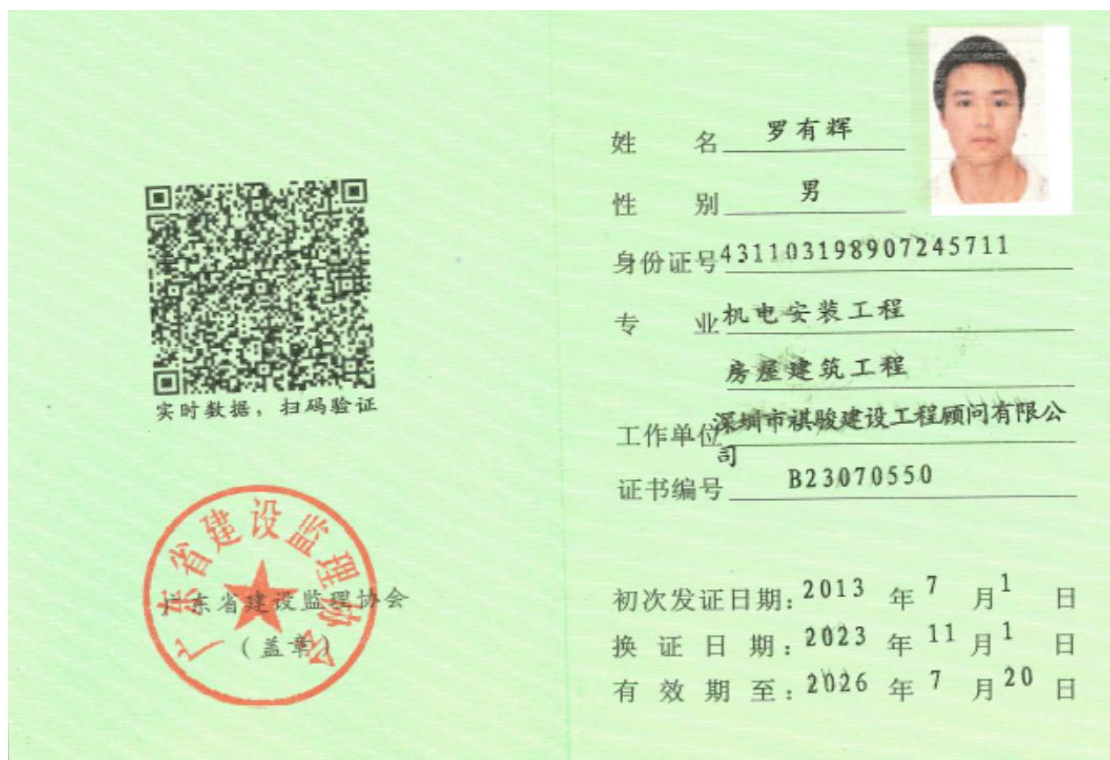 实时数据，扫码验证
广东省建设监理协会
广东省建设监理协会
（盖章）
姓 名 罗有辉
性 别 男
身份证号 431103198907245711
专 业 机电安装工程
房屋建筑工程
工作单位 深圳市祺骏建设工程顾问有限公
司
证书编号 B23070550
初次发证日期：2013 年 7 月 1 日
换 证 日 期：2023 年 11 月 1 日
有 效 期 至：2026 年 7 月 20 日